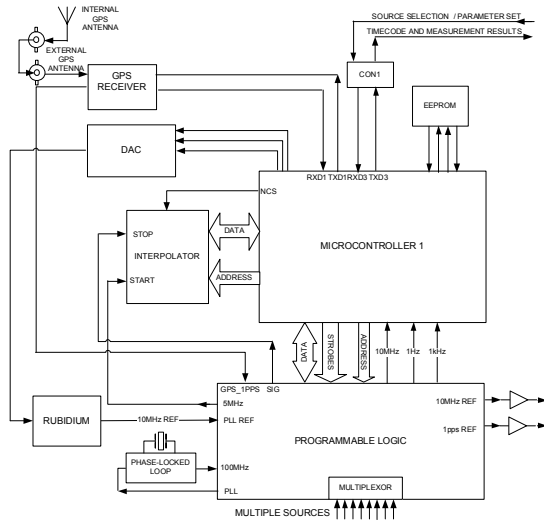 INTERNAL
GPS
ANTENNA
EXTERNAL
GPS
ANTENNA
GPS
RECEIVER
SOURCE SELECTION / PARAMETER SET
TIMECODE AND MEASUREMENT RESULTS
CON1
EEPROM
DAC
RXD1 TXD1RXD3 TXD3
NCS
MICROCONTROLLER 1
STOP
INTERPOLATOR
START
DATA
ADDRESS
DATA
STROBES
ADDRESS
10MHz
1Hz
1kHz
GPS_1PPS SIG
5MHz
10MHz REF
RUBIDIUM
10MHz REF
PLL REF
1pps REF
PROGRAMMABLE LOGIC
PHASE-LOCKED
LOOP
100MHz
PLL
MULTIPLEXOR
MULTIPLE SOURCES